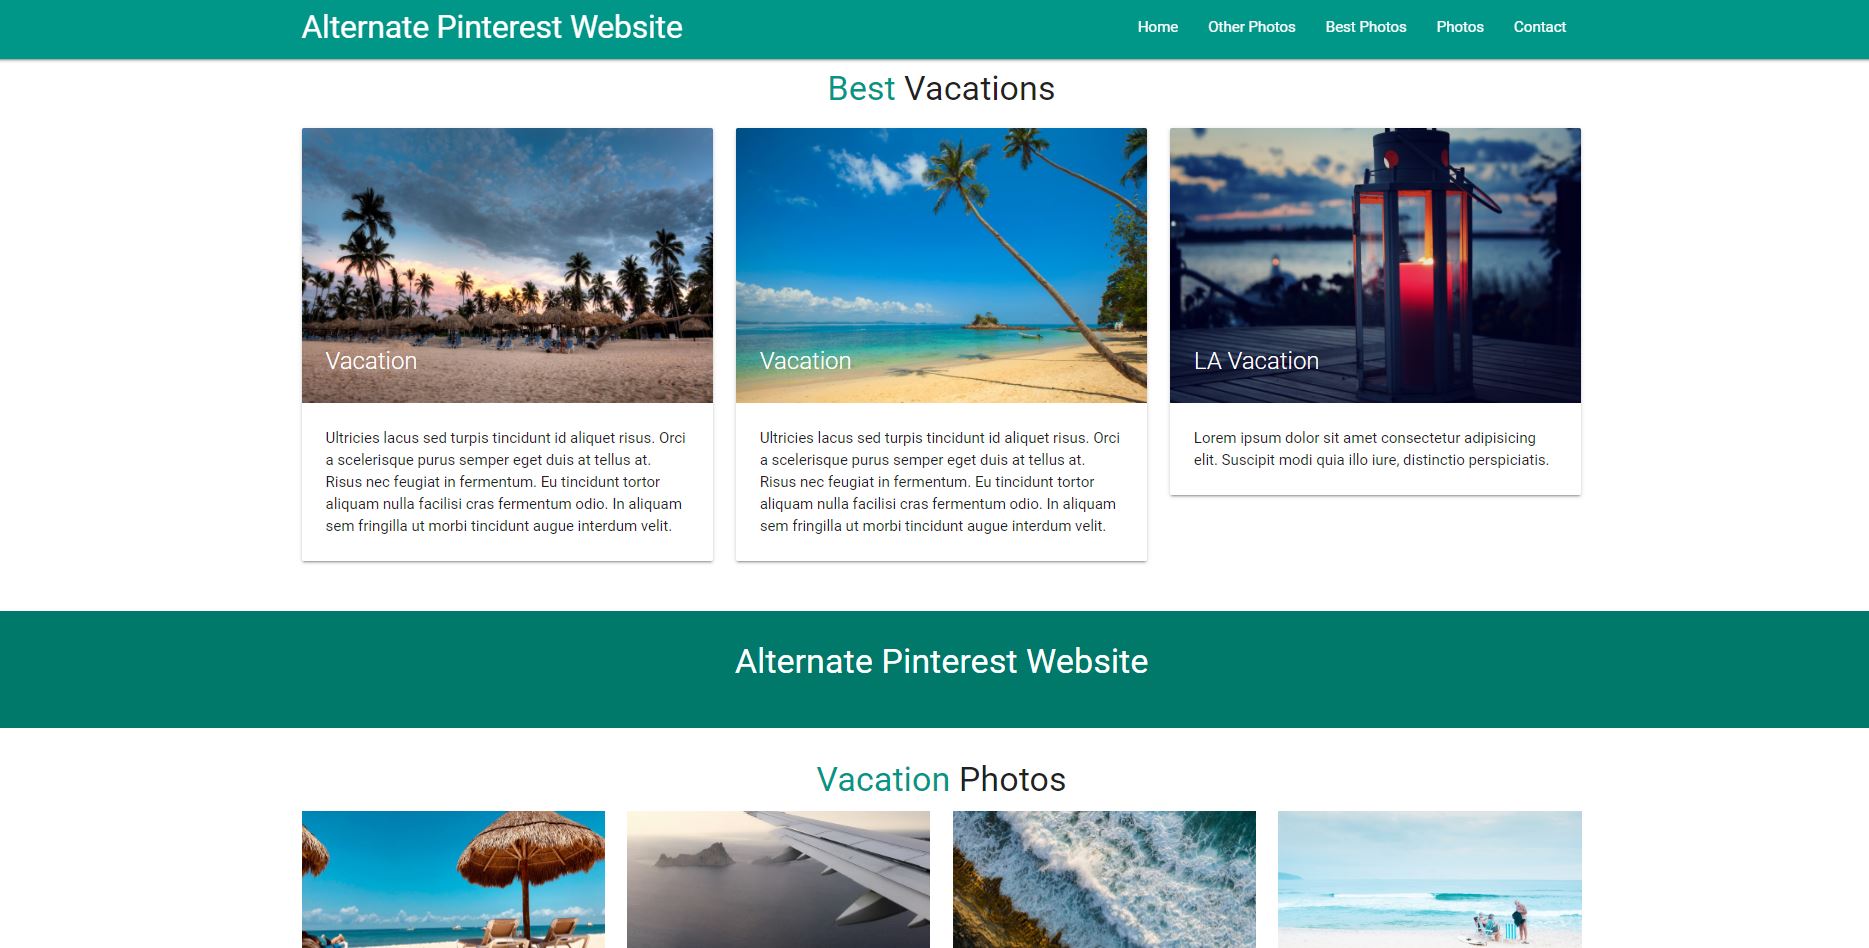 Alternate Pinterest Website
Home Other Photos Best Photos Photos Contact
Best Vacations
Vacation
Ultricies lacus sed turpis tincidunt id aliquet risus. Orci
a scelerisque purus semper eget duis at tellus at.
Risus nec feugiat in fermentum. Eu tincidunt tortor
aliquam nulla facilisi cras fermentum odio. In aliquam
sem fringilla ut morbi tincidunt augue interdum velit.
Vacation
Ultricies lacus sed turpis tincidunt id aliquet risus. Orci
a scelerisque purus semper eget duis at tellus at.
Risus nec feugiat in fermentum. Eu tincidunt tortor
aliquam nulla facilisi cras fermentum odio. In aliquam
sem fringilla ut morbi tincidunt augue interdum velit.
LA Vacation
Lorem ipsum dolor sit amet consectetur adipisicing
elit. Suscipit modi quia illo iure, distinctio perspiciatis.
Alternate Pinterest Website
Vacation Photos